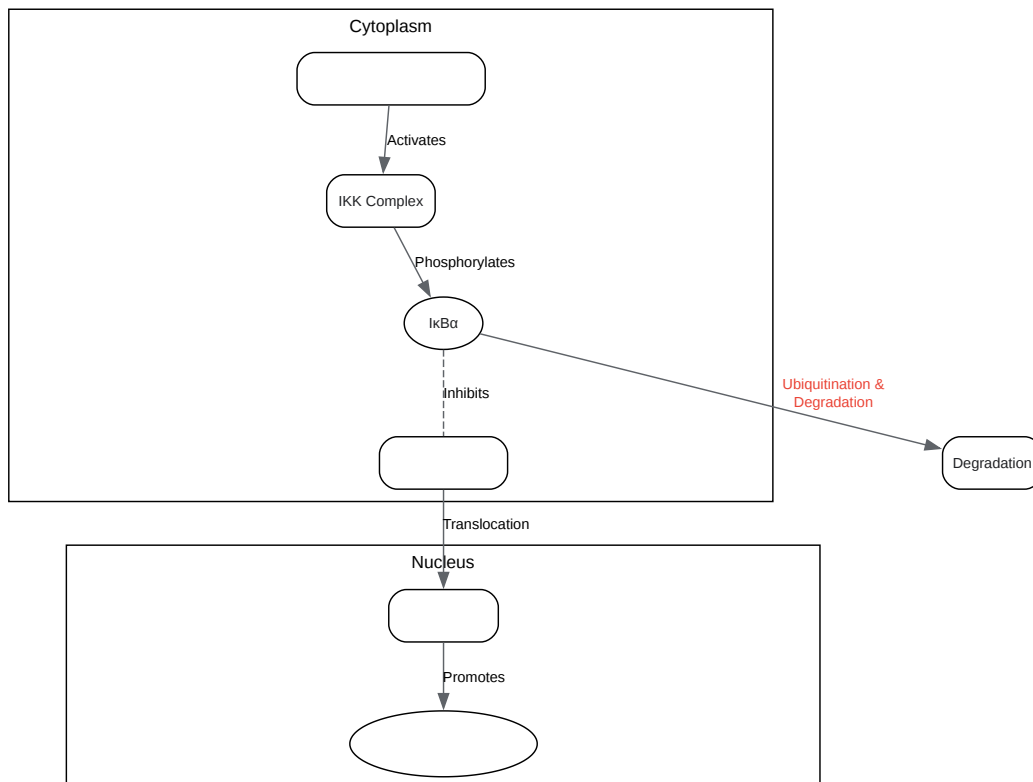 Cytoplasm
Activates
IKK Complex
Phosphorylates
IκBα
Inhibits
Ubiquitination &
Degradation
Degradation
Translocation
Nucleus
Promotes